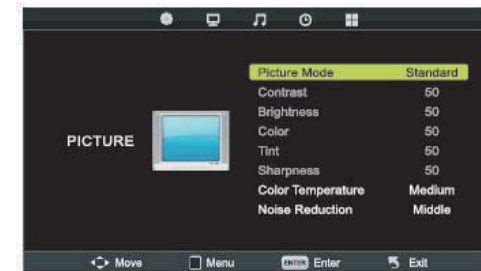 Picture Mode Standard
Contrast 50
Brightness 50
Color 50
PICTURE
Tint 50
Sharpness 50
Color Temperature Medium
Noise Reduction Middle
Move Menu ENTER Enter Exit